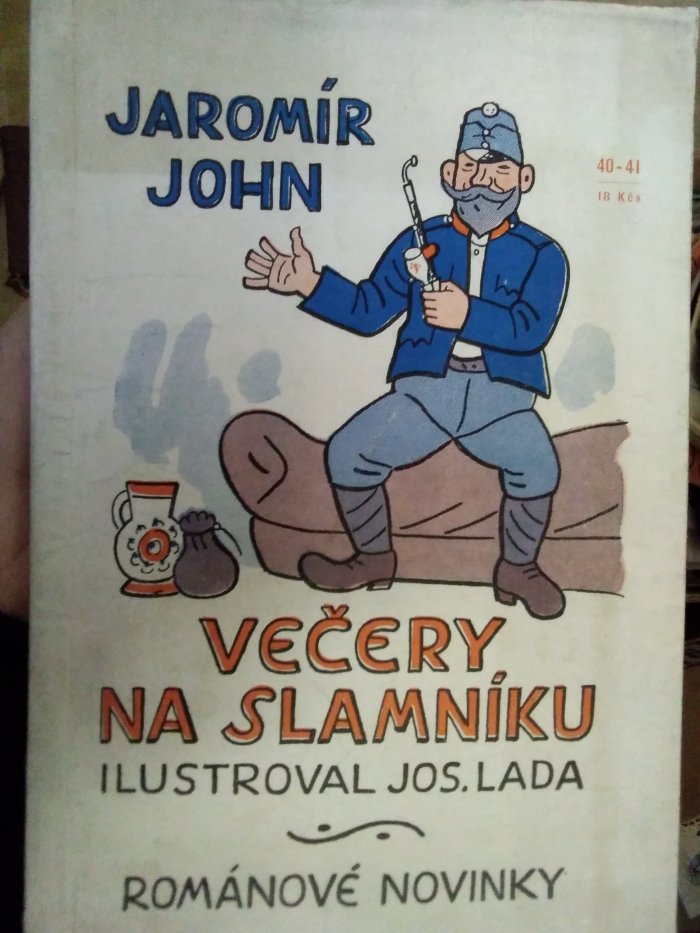 JAROMÍR
JOHN
40-41
18 Kčs
VEČERY
NA SLAMNÍKU
ILUSTROVAL JOS. LADA
ROMÁNOVÉ NOVINKY